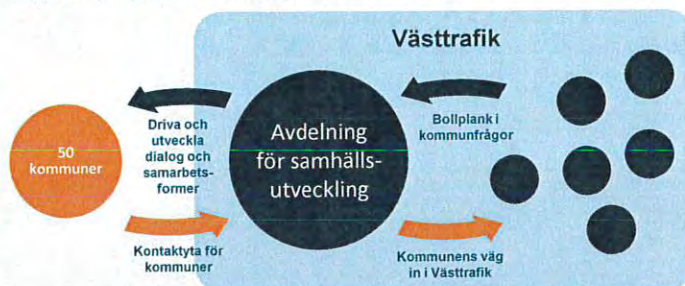 Västtrafik
50
kommuner
Driva och
utveckla
dialog och
samarbets-
former
Kontaktyta för
kommuner
Avdelning
för samhälls-
utveckling
Bollplank i
kommunfrågor
Kommunens väg
in i Västtrafik